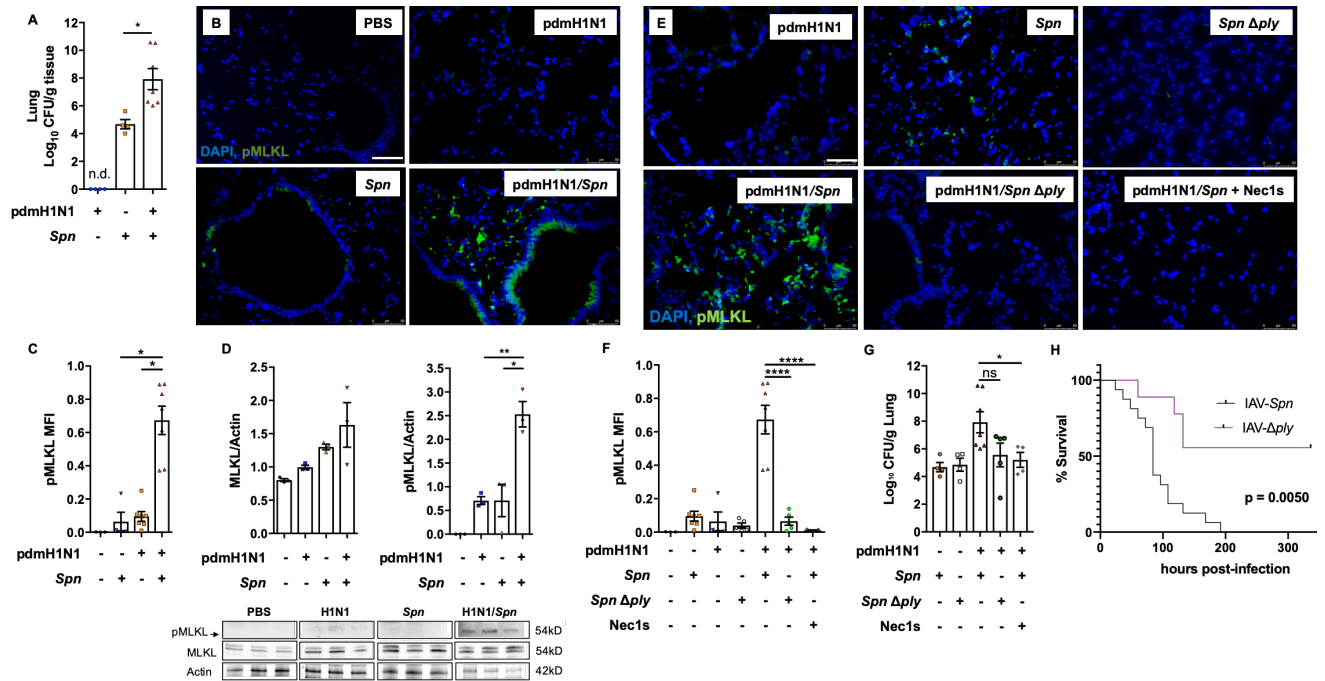 A
*
Lung
Log10 CFU/g tissue
12
10
8
6
4
2
0
n.d.
pdmH1N1 + - +
Spn - + +
B
PBS
pdmH1N1
DAPI, pMLKL
Spn
pdmH1N1/Spn
E
pdmH1N1
Spn
Spn Δply
pdmH1N1/Spn
pdmH1N1/Spn Δply
pdmH1N1/Spn + Nec1s
DAPI, pMLKL
C
*
*
pMLKL MFI
1.0
0.8
0.6
0.4
0.2
0.0
pdmH1N1 - - + +
Spn - + - +
D
MLKL/Actin
2.5
2.0
1.5
1.0
0.5
0.0
pdmH1N1 - + - +
Spn - - + +
**
*
pMLKL/Actin
3.5
3.0
2.5
2.0
1.5
1.0
0.5
0.0
pdmH1N1 - + - +
Spn - - + +
PBS H1N1 Spn H1N1/Spn
pMLKL 54kD
MLKL 54kD
Actin 42kD
F
****
****
pMLKL MFI
1.0
0.8
0.6
0.4
0.2
0.0
pdmH1N1 - - + - + + +
Spn - + - - + - +
Spn Δply - - - + - + -
Nec1s +
G
*
ns
Log10 CFU/g Lung
12
10
8
6
4
2
0
pdmH1N1 - - + + +
Spn + - + - +
Spn Δply - + - + -
Nec1s +
H
% Survival
100
50
0
IAV-Spn
IAV-Δply
p = 0.0050
0 100 200 300
hours post-infection